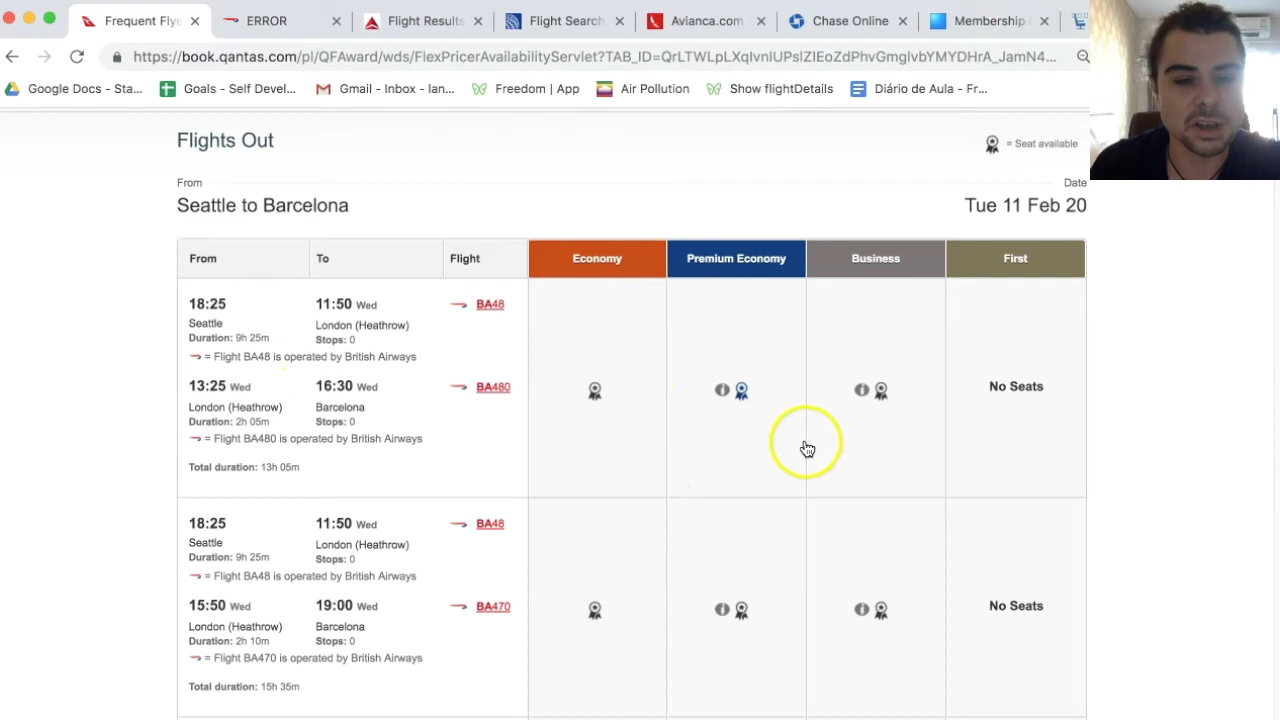 Frequent Flye
ERROR
Flight Results
Flight Search
Avianca.com
Chase Online
Membership
https://book.qantas.com/pl/QFAward/wds/FlexPricerAvailabilityServlet?TAB_ID=
Google Docs - Sta...
Goals - Self Devel...
Gmail - Inbox - Ian...
Freedom | App
Air Pollution
Show flightDetails
Diário de Aula - Fr...
Flights Out
= Seat available
From
Date
Seattle to Barcelona
Tue 11 Feb 20
From To Flight Economy Premium Economy Business First
18:25 11:50 Wed BA48
Seattle London (Heathrow)
Duration: 9h 25m Stops: 0
= Flight BA48 is operated by British Airways
13:25 Wed 16:30 Wed BA480 No Seats
London (Heathrow) Barcelona
Duration: 2h 05m Stops: 0
= Flight BA480 is operated by British Airways
Total duration: 13h 05m
18:25 11:50 Wed BA48
Seattle London (Heathrow)
Duration: 9h 25m Stops: 0
= Flight BA48 is operated by British Airways
15:50 Wed 19:00 Wed BA470 No Seats
London (Heathrow) Barcelona
Duration: 2h 10m Stops: 0
= Flight BA470 is operated by British Airways
Total duration: 15h 35m